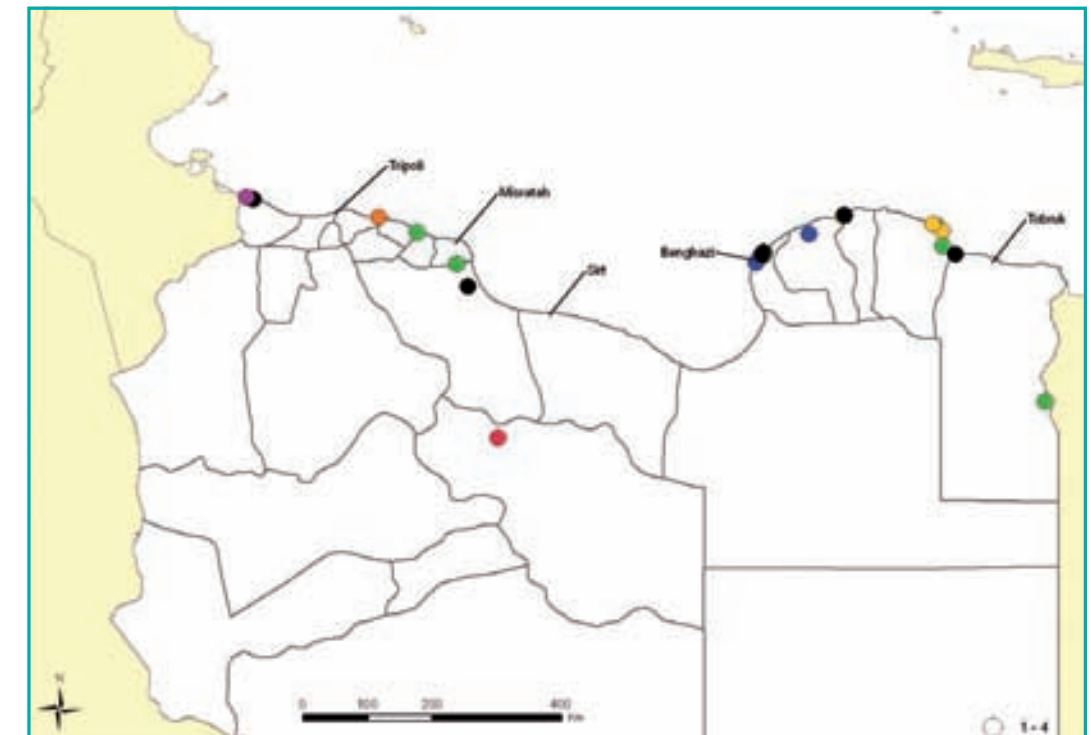 Tripoli
Misratah
Tobruk
Benghazi
Sirt
N
0 100 200 400
Km
1 - 4